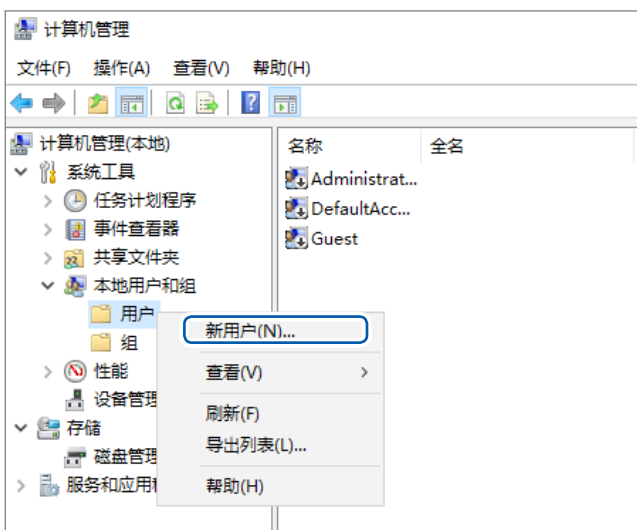 计算机管理
文件(F) 操作(A) 查看(V) 帮助(H)
计算机管理(本地)
系统工具
任务计划程序
事件查看器
共享文件夹
本地用户和组
用户
组
性能
设备管理
存储
磁盘管理
服务和应用
名称 全名
Administrat...
DefaultAcc...
Guest
新用户(N)...
查看(V)
刷新(F)
导出列表(L)...
帮助(H)